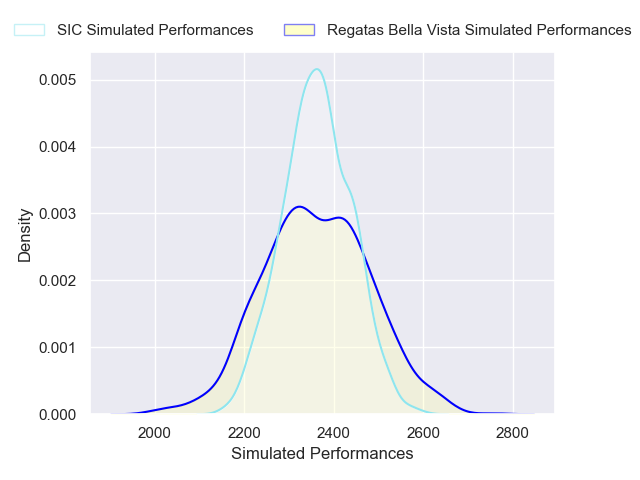 SIC Simulated Performances
Regatas Bella Vista Simulated Performances
0.005
0.004
0.003
0.002
0.001
0.000
Density
2000
2200
2400
2600
2800
Simulated Performances